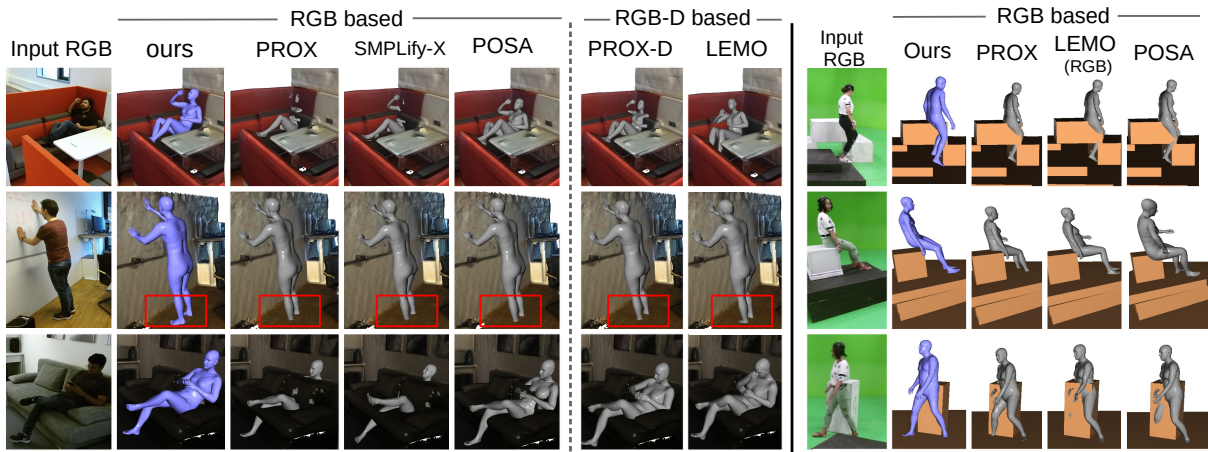 RGB based
RGB-D based
RGB based
Input RGB
ours
PROX
SMPLify-X
POSA
PROX-D
LEMO
Input
RGB
Ours
PROX
LEMO
(RGB)
POSA